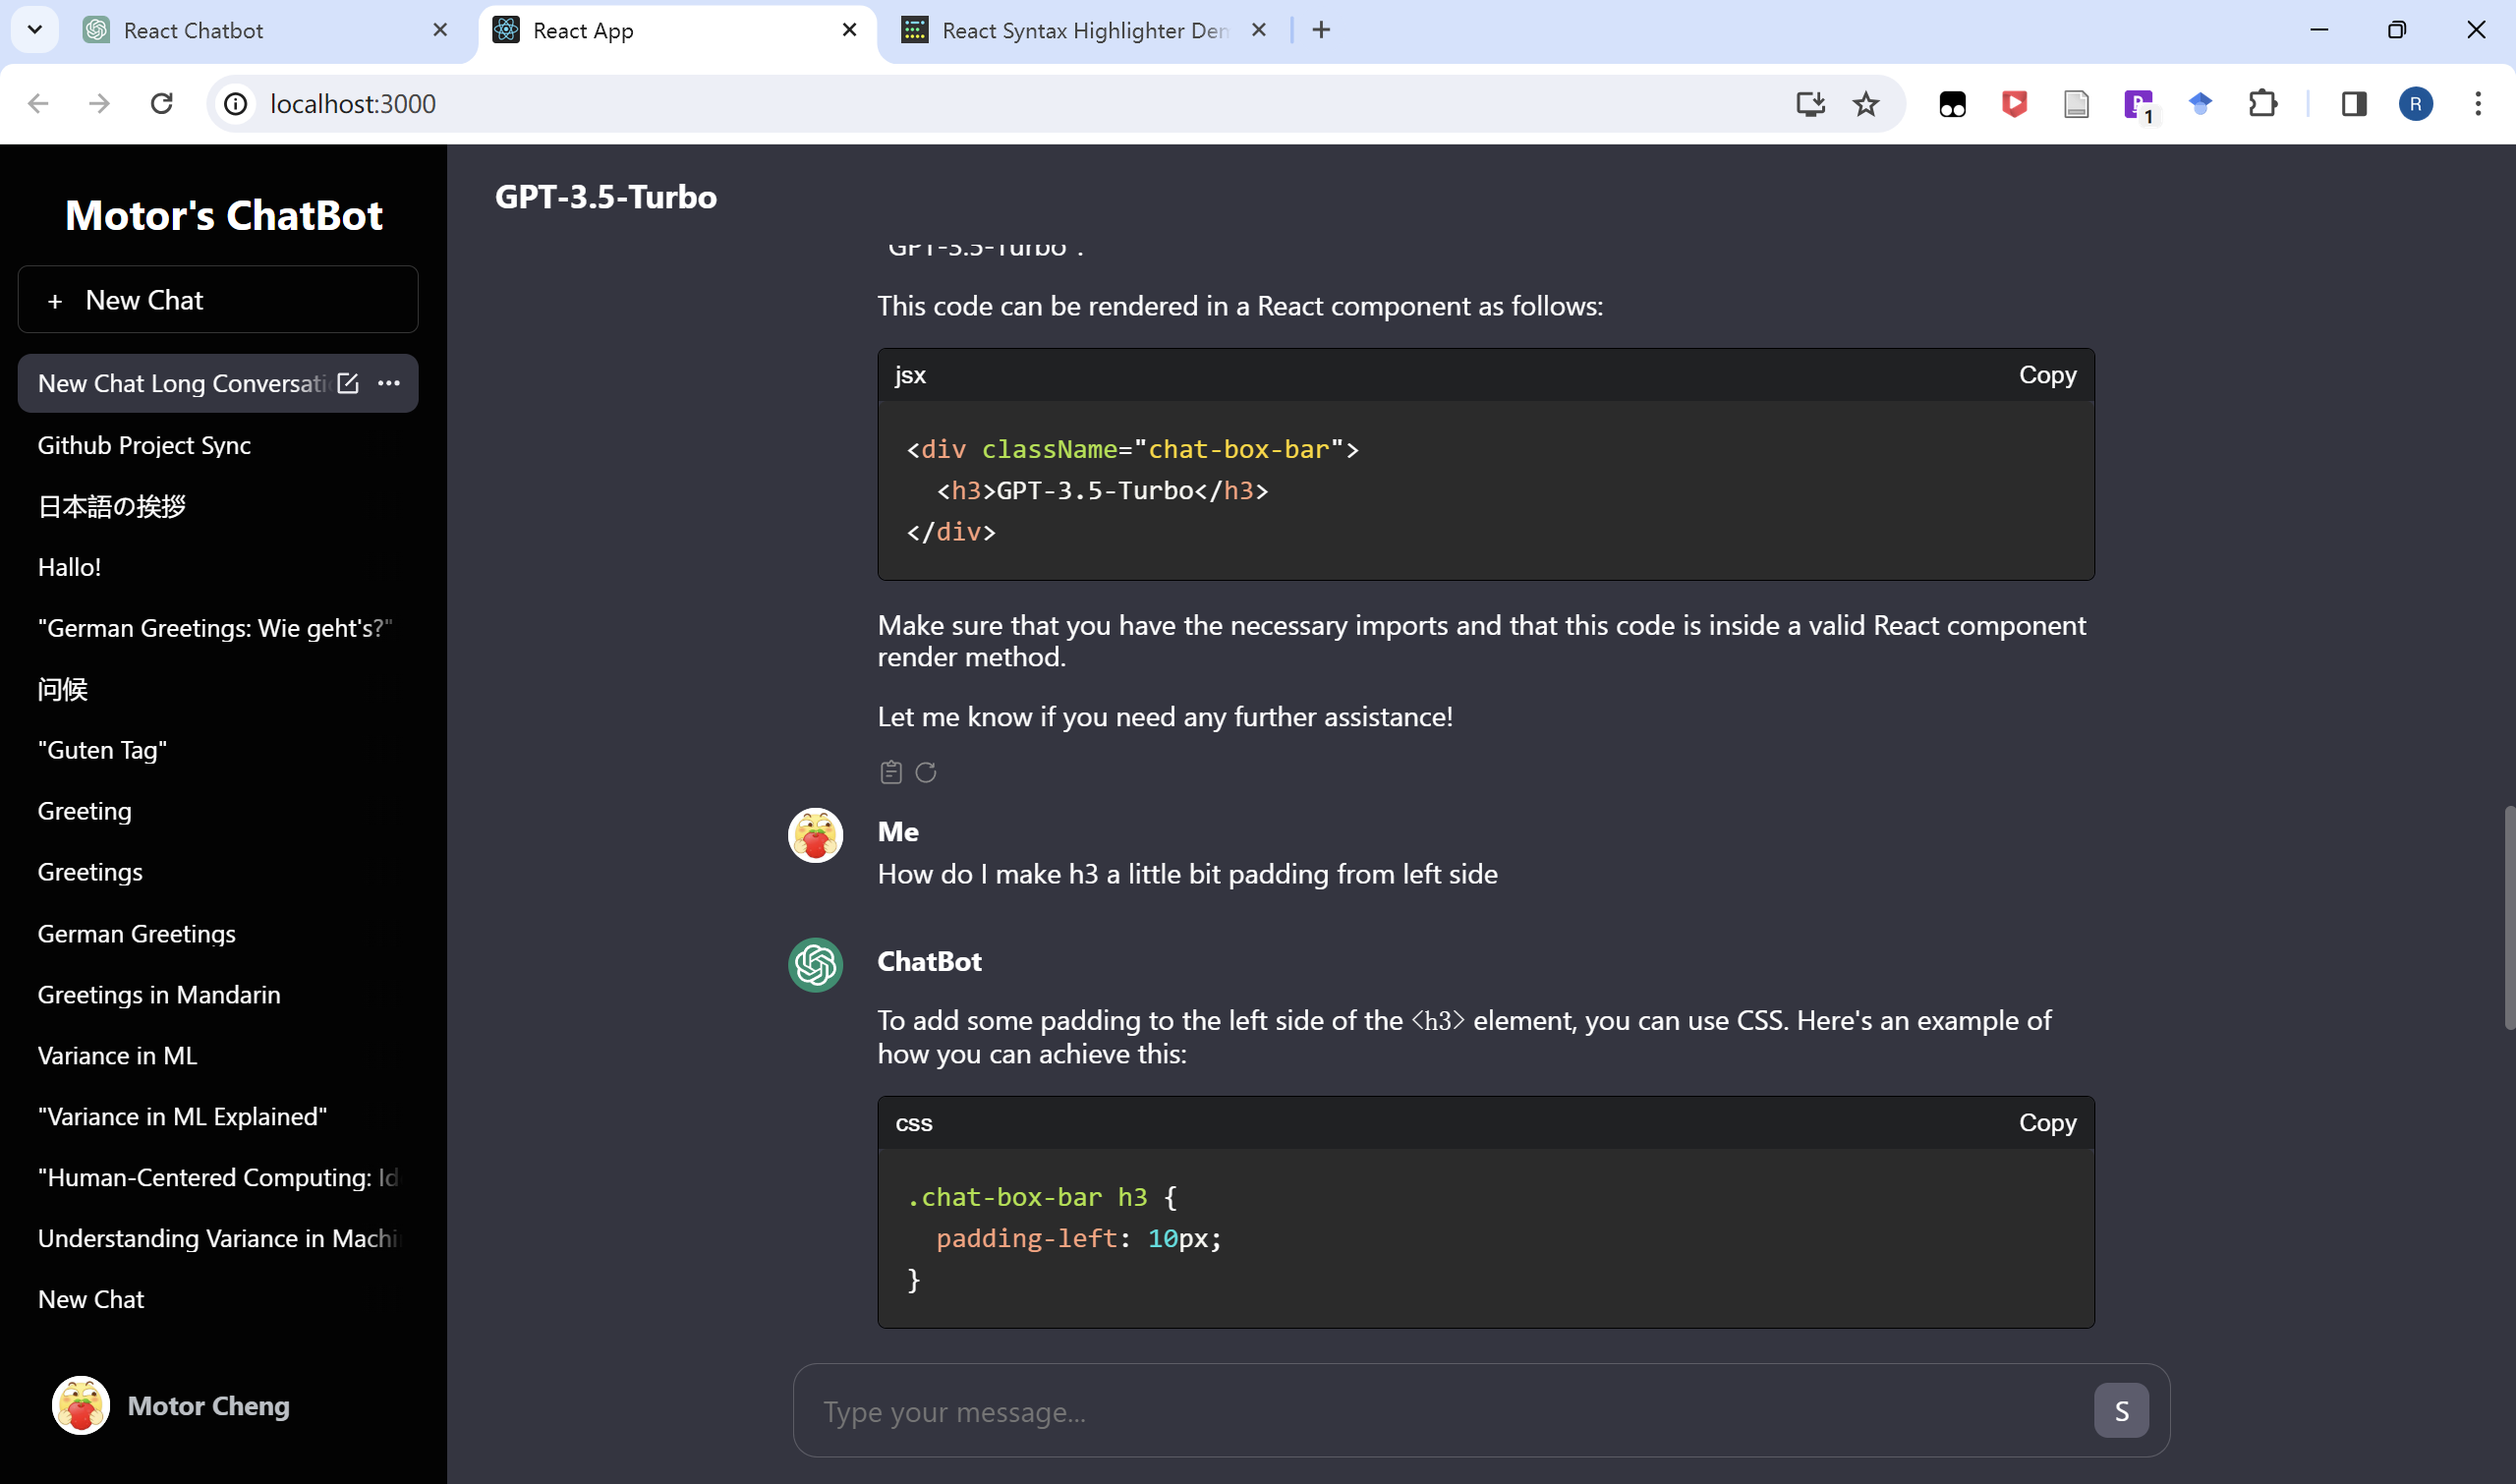 React Chatbot
React App
React Syntax Highlighter Den
localhost:3000
1
R
Motor's ChatBot
+ New Chat
New Chat Long Conversati
Github Project Sync
日本語の挨拶
Hallo!
"German Greetings: Wie geht's?"
问候
"Guten Tag"
Greeting
Greetings
German Greetings
Greetings in Mandarin
Variance in ML
"Variance in ML Explained"
"Human-Centered Computing: Id
Understanding Variance in Machi
New Chat
Motor Cheng
GPT-3.5-Turbo
"GPT-3.5-Turbo".
This code can be rendered in a React component as follows:
jsx Copy
<div className="chat-box-bar">
<h3>GPT-3.5-Turbo</h3>
</div>
Make sure that you have the necessary imports and that this code is inside a valid React component
render method.
Let me know if you need any further assistance!
Me
How do I make h3 a little bit padding from left side
ChatBot
To add some padding to the left side of the <h3> element, you can use CSS. Here's an example of
how you can achieve this:
css Copy
.chat-box-bar h3 {
padding-left: 10px;
}
Type your message...
S